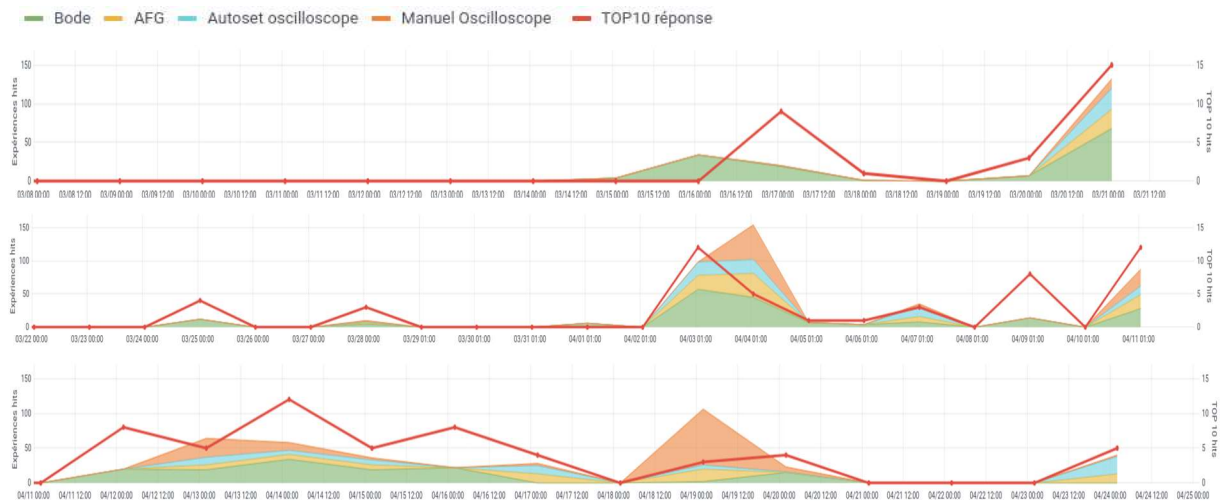 Bode AFG Autoset oscilloscope Manuel Oscilloscope TOP10 réponse
Expériences hits
150
100
50
0
15
10
5
0
TOP 10 hits
03/08 00:00 03/08 12:00 03/09 00:00 03/09 12:00 03/10 00:00 03/10 12:00 03/11 00:00 03/11 12:00 03/12 00:00 03/12 12:00 03/13 00:00 03/13 12:00 03/14 00:00 03/14 12:00 03/15 00:00 03/15 12:00 03/16 00:00 03/16 12:00 03/17 00:00 03/17 12:00 03/18 00:00 03/18 12:00 03/19 00:00 03/19 12:00 03/20 00:00 03/20 12:00 03/21 00:00 03/21 12:00
Expériences hits
150
100
50
0
15
10
5
0
TOP 10 hits
03/22 00:00 03/23 00:00 03/24 00:00 03/25 00:00 03/26 00:00 03/27 00:00 03/28 00:00 03/29 01:00 03/30 01:00 03/31 01:00 04/01 01:00 04/02 01:00 04/03 01:00 04/04 01:00 04/05 01:00 04/06 01:00 04/07 01:00 04/08 01:00 04/09 01:00 04/10 01:00 04/11 01:00
Expériences hits
150
100
50
0
15
10
5
0
TOP 10 hits
04/11 00:00 04/11 12:00 04/12 00:00 04/12 12:00 04/13 00:00 04/13 12:00 04/14 00:00 04/14 12:00 04/15 00:00 04/15 12:00 04/16 00:00 04/16 12:00 04/17 00:00 04/17 12:00 04/18 00:00 04/18 12:00 04/19 00:00 04/19 12:00 04/20 00:00 04/20 12:00 04/21 00:00 04/21 12:00 04/22 00:00 04/22 12:00 04/23 00:00 04/23 12:00 04/24 00:00 04/24 12:00 04/25 00:00